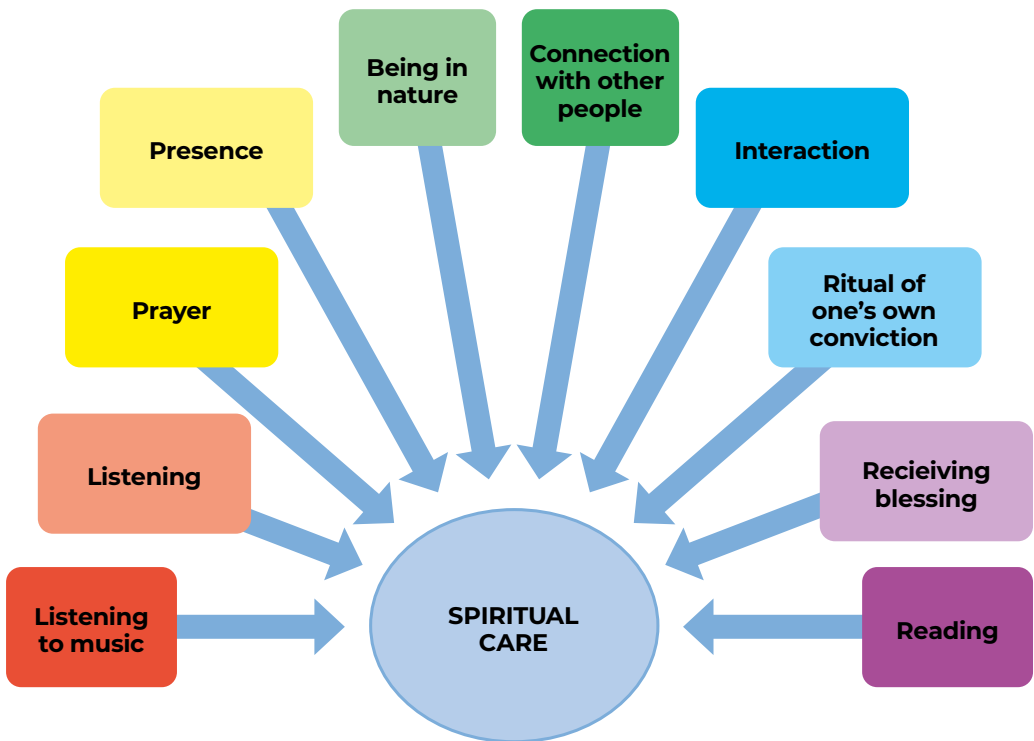 Being in
nature
Connection
with other
people
Presence
Interaction
Prayer
Ritual of
one's own
conviction
Listening
Recieiving
blessing
Listening
to music
SPIRITUAL
CARE
Reading